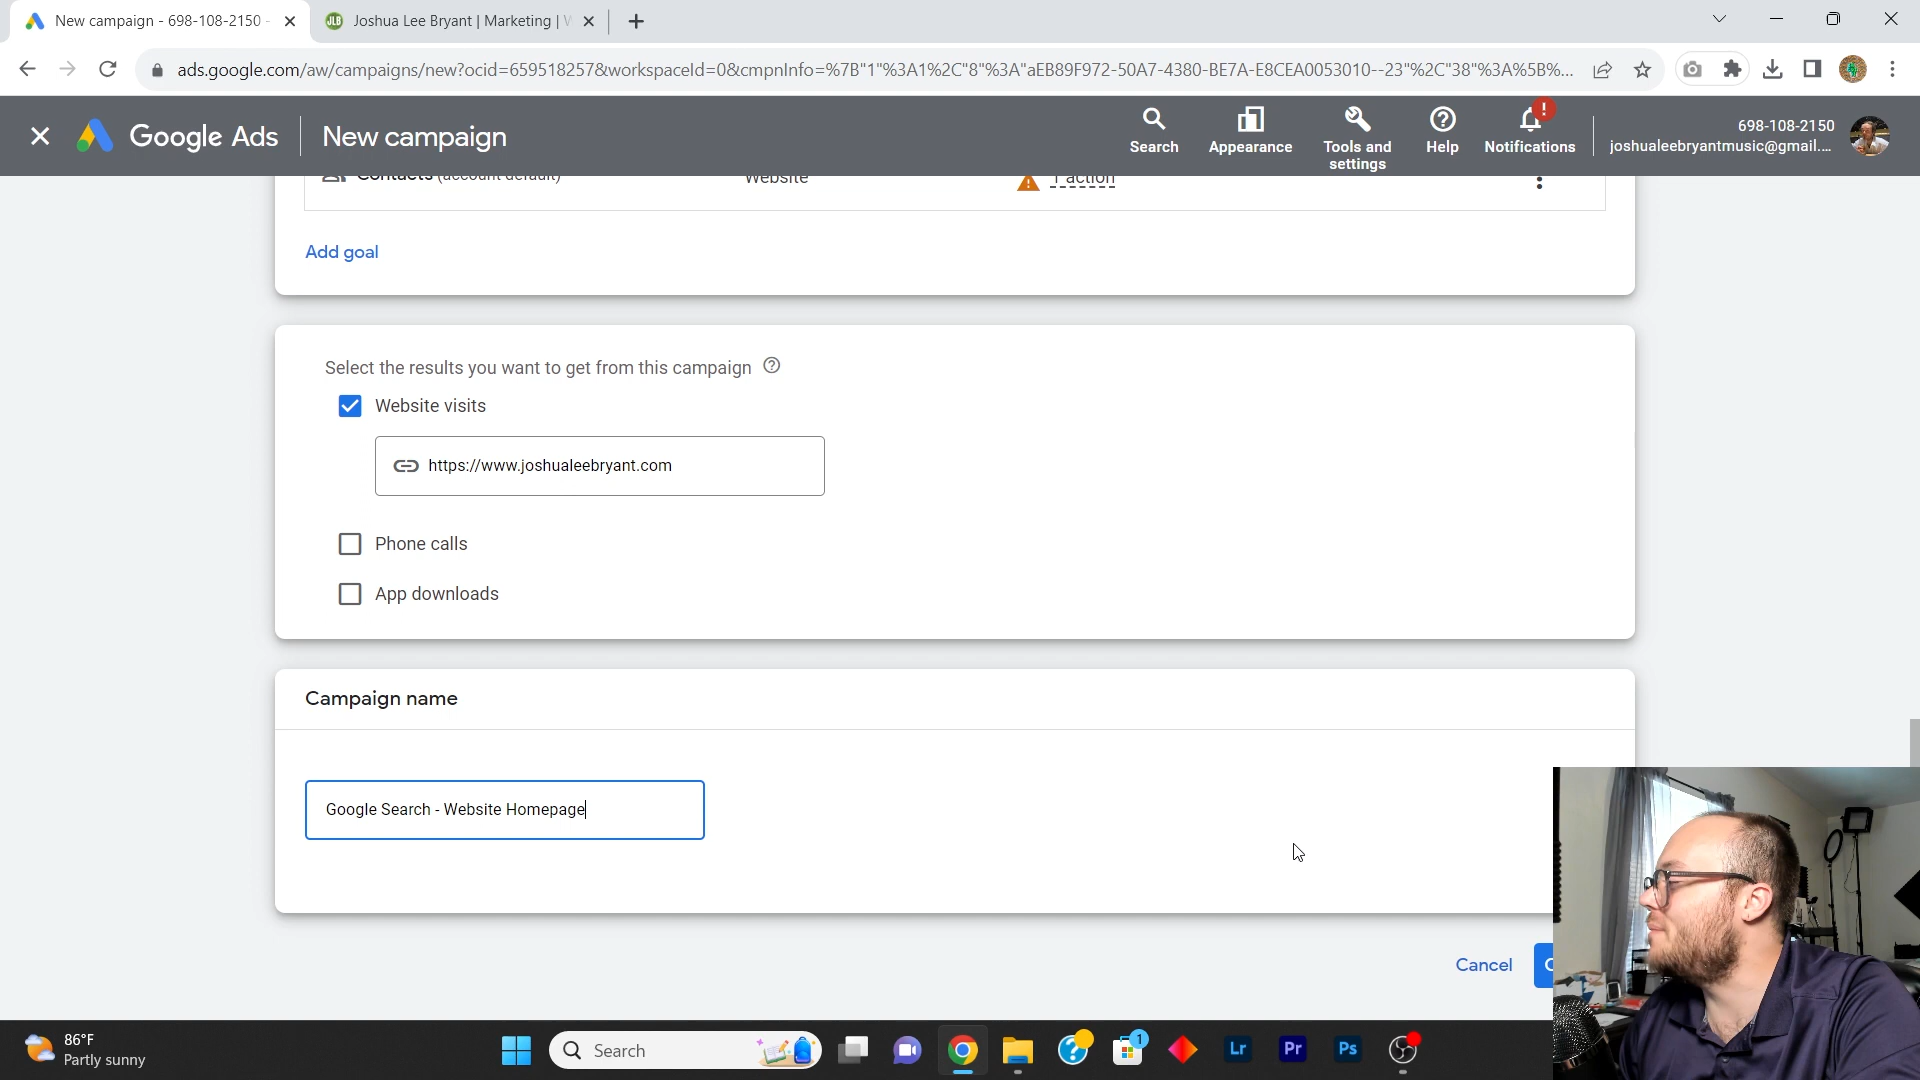 New campaign - 698-108-2150 -
Joshua Lee Bryant | Marketing |
ads.google.com/aw/campaigns/new?ocid=659518257&workspaceId=0&cmpnInfo=%7B"1"%3A1%2C"8"%3A"aEB89F972-50A7-4380-BE7A-E8CEA0053010--23"%2C"38"%3A%5B%...
Google Ads
New campaign
Search
Appearance
Tools and
settings
Help
!
Notifications
698-108-2150
joshualeebryantmusic@gmail....
Contacts (account default)
Website
1 action
Add goal
Select the results you want to get from this campaign
Website visits
https://www.joshualeebryant.com
Phone calls
App downloads
Campaign name
Google Search - Website Homepage
Cancel
86°F
Partly sunny
Search
1
Lr
Pr
Ps